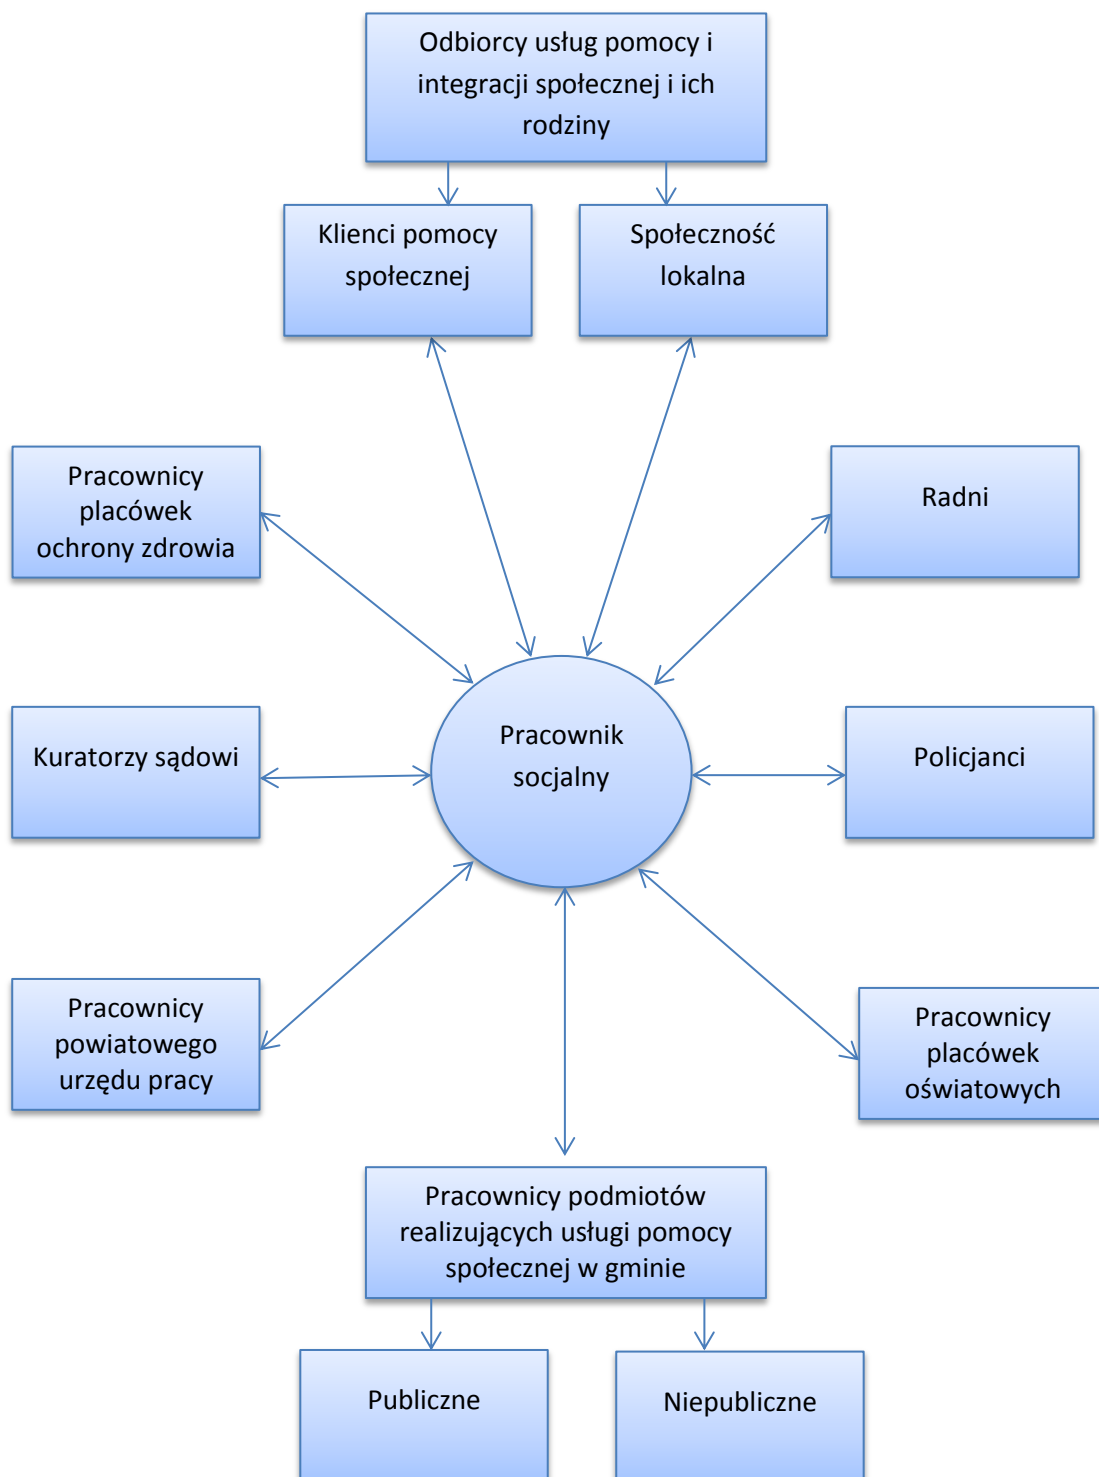 Odbiorcy usług pomocy i
integracji społecznej i ich
rodziny
Klienci pomocy
społecznej
Społeczność
lokalna
Pracownicy
placówek
ochrony zdrowia
Radni
Kuratorzy sądowi
Pracownik
socjalny
Policjanci
Pracownicy
powiatowego
urzędu pracy
Pracownicy
placówek
oświatowych
Pracownicy podmiotów
realizujących usługi pomocy
społecznej w gminie
Publiczne
Niepubliczne